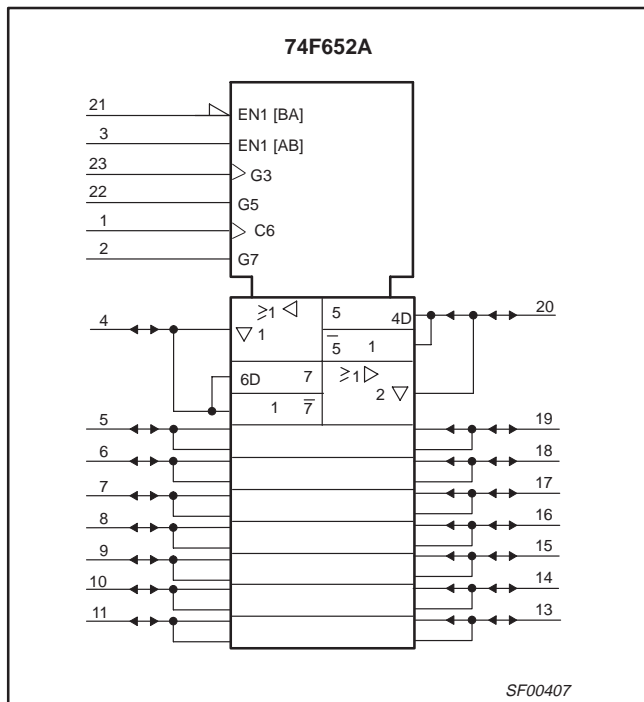 74F652A
21 EN1 [BA]
3 EN1 [AB]
23 G3
22 G5
1 C6
2 G7
4 ≥1 5 4D 20
1 5̅ 1
6D 7 ≥1
2
1 7̅
5 19
6 18
7 17
8 16
9 15
10 14
11 13
SF00407